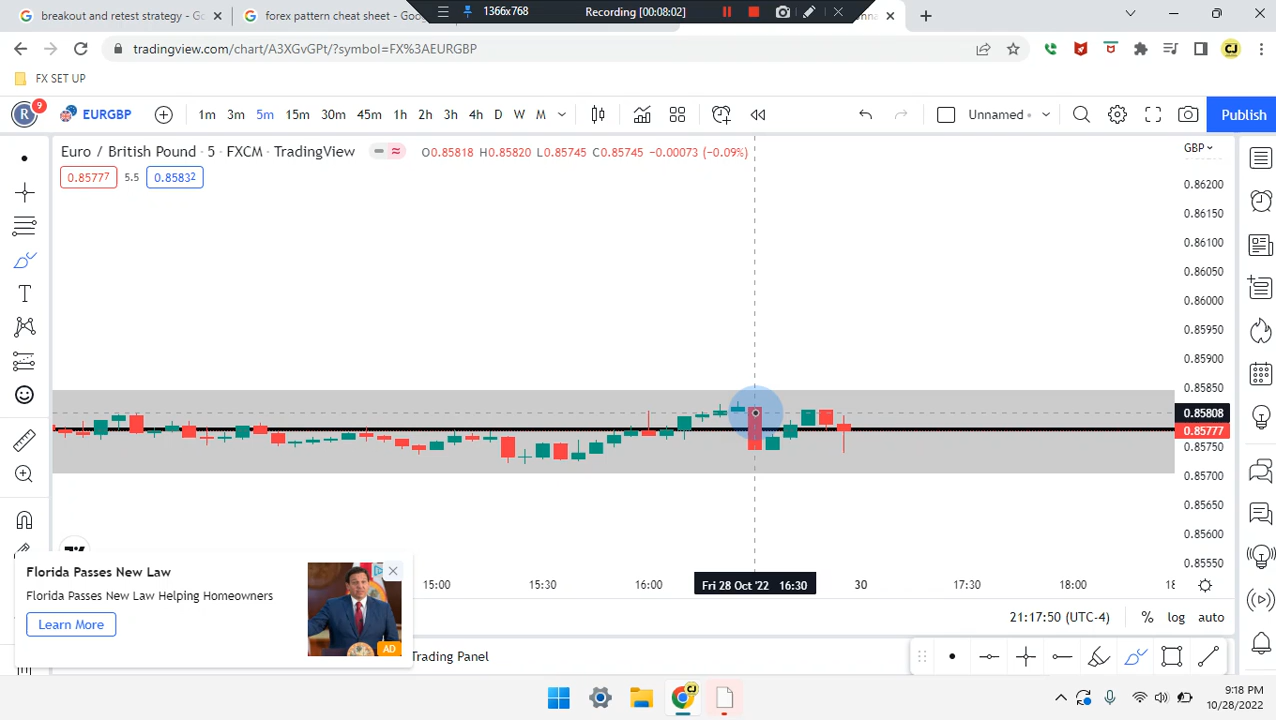 breakout and retest strategy - G
forex pattern cheat sheet - Goo
1366x768
Recording [00:08:02]
tradingview.com/chart/A3XGvGPt/?symbol=FX%3AEURGBP
CJ
FX SET UP
R 9 EURGBP 1m 3m 5m 15m 30m 45m 1h 2h 3h 4h D W M Unnamed Publish
Euro / British Pound · 5 · FXCM · TradingView O0.85818 H0.85820 L0.85745 C0.85745 −0.00073 (−0.09%) GBP
0.85777 5.5 0.85832
0.86200
0.86150
0.86100
0.86050
0.86000
0.85950
0.85900
0.85850
0.85808
0.85777
0.85750
0.85700
0.85650
0.85600
0.85550
15:00 15:30 16:00 Fri 28 Oct '22 16:30 30 17:30 18:00 18
Florida Passes New Law
Florida Passes New Law Helping Homeowners
Learn More
AD
21:17:50 (UTC-4) % log auto
Trading Panel
CJ
9:18 PM
10/28/2022